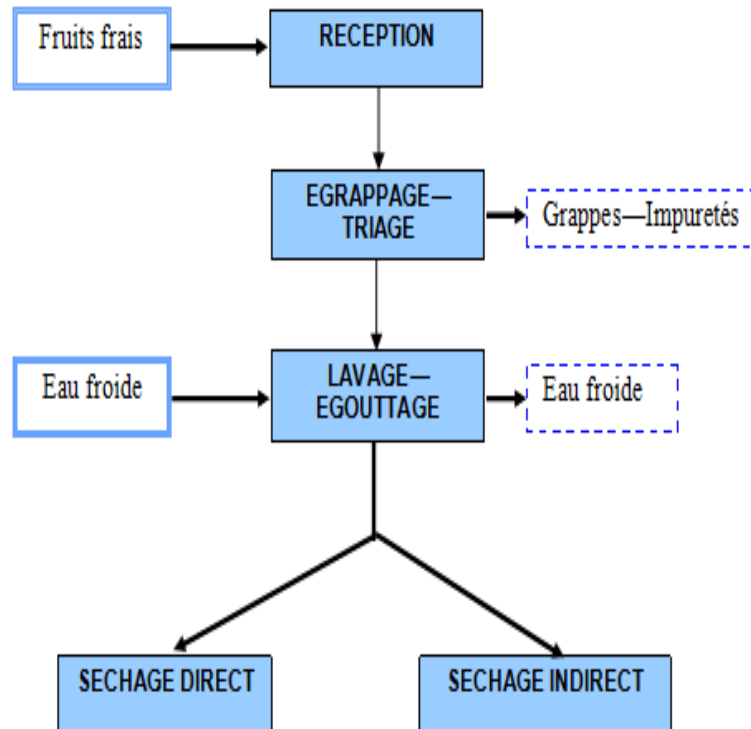 Fruits frais
RECEPTION
EGRAPPAGE—
TRIAGE
Grappes—Impuretés
Eau froide
LAVAGE—
EGOUTTAGE
Eau froide
SECHAGE DIRECT
SECHAGE INDIRECT